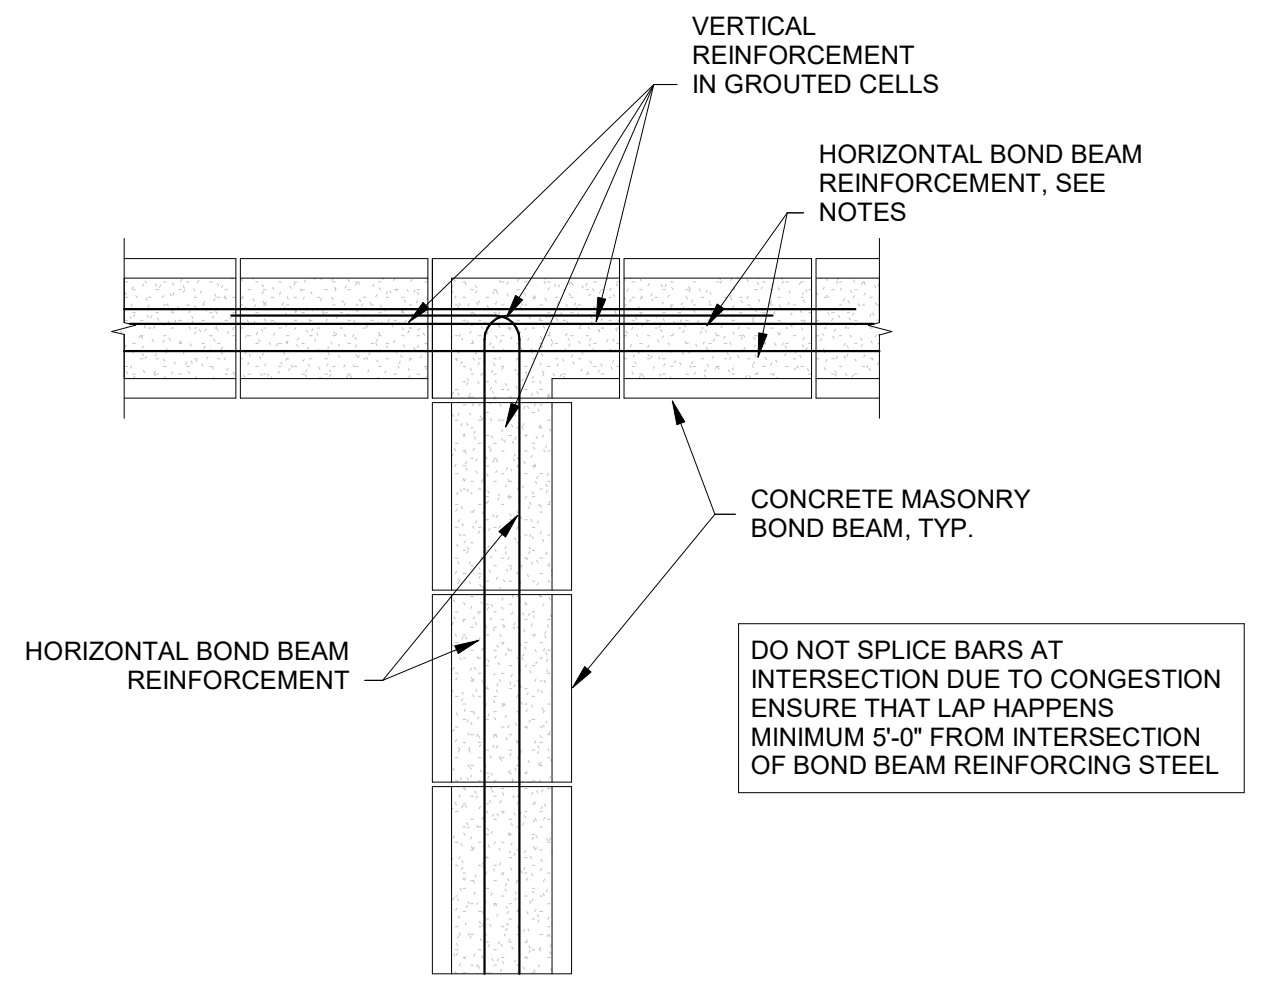 VERTICAL
REINFORCEMENT
IN GROUTED CELLS
HORIZONTAL BOND BEAM
REINFORCEMENT, SEE
NOTES
CONCRETE MASONRY
BOND BEAM, TYP.
HORIZONTAL BOND BEAM
REINFORCEMENT
DO NOT SPLICE BARS AT
INTERSECTION DUE TO CONGESTION
ENSURE THAT LAP HAPPENS
MINIMUM 5'-0" FROM INTERSECTION
OF BOND BEAM REINFORCING STEEL